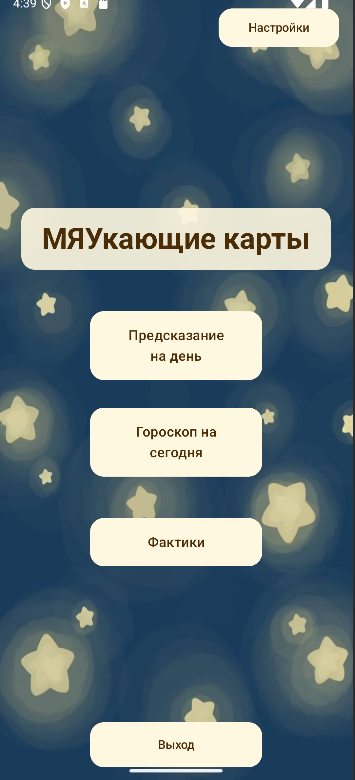 4:39
Настройки
МЯУкающие карты
Предсказание
на день
Гороскоп на
сегодня
Фактики
Выход